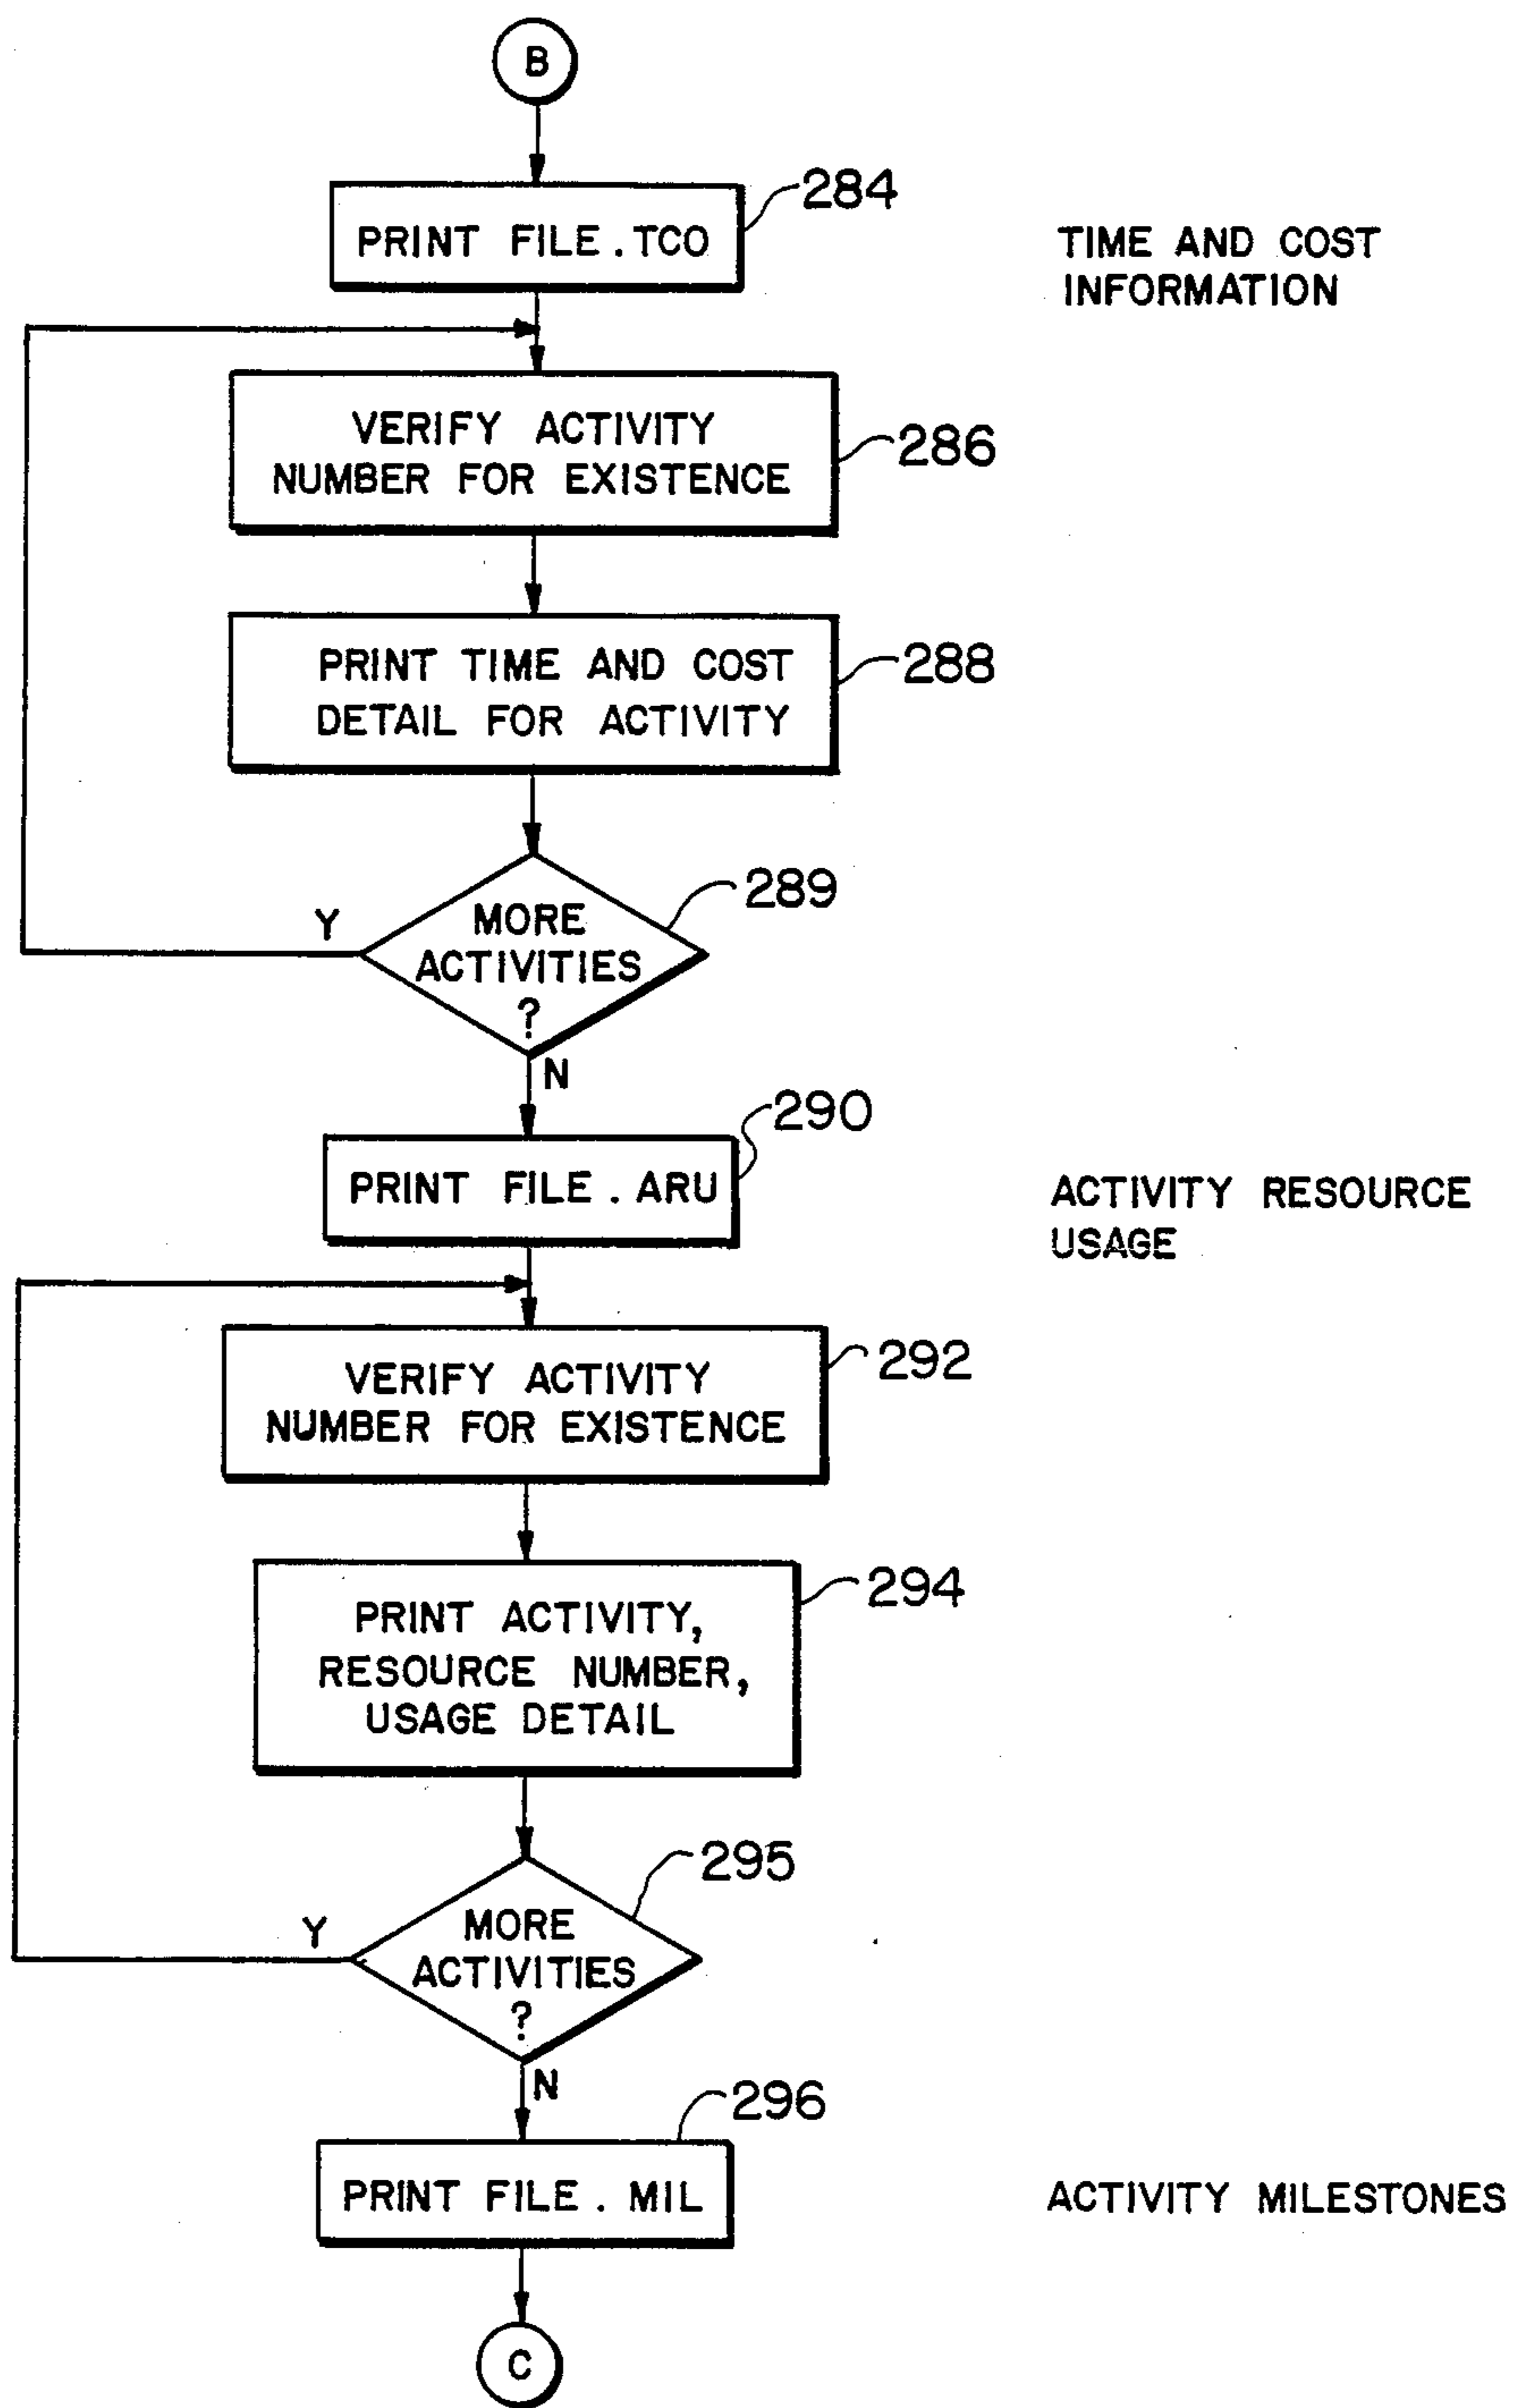 B
284
PRINT FILE . TCO
TIME AND COST
INFORMATION
VERIFY ACTIVITY
NUMBER FOR EXISTENCE
286
PRINT TIME AND COST
DETAIL FOR ACTIVITY
288
289
MORE
ACTIVITIES
?
Y
N
290
PRINT FILE . ARU
ACTIVITY RESOURCE
USAGE
VERIFY ACTIVITY
NUMBER FOR EXISTENCE
292
294
PRINT ACTIVITY,
RESOURCE NUMBER,
USAGE DETAIL
295
MORE
ACTIVITIES
?
Y
N
296
PRINT FILE . MIL
ACTIVITY MILESTONES
C